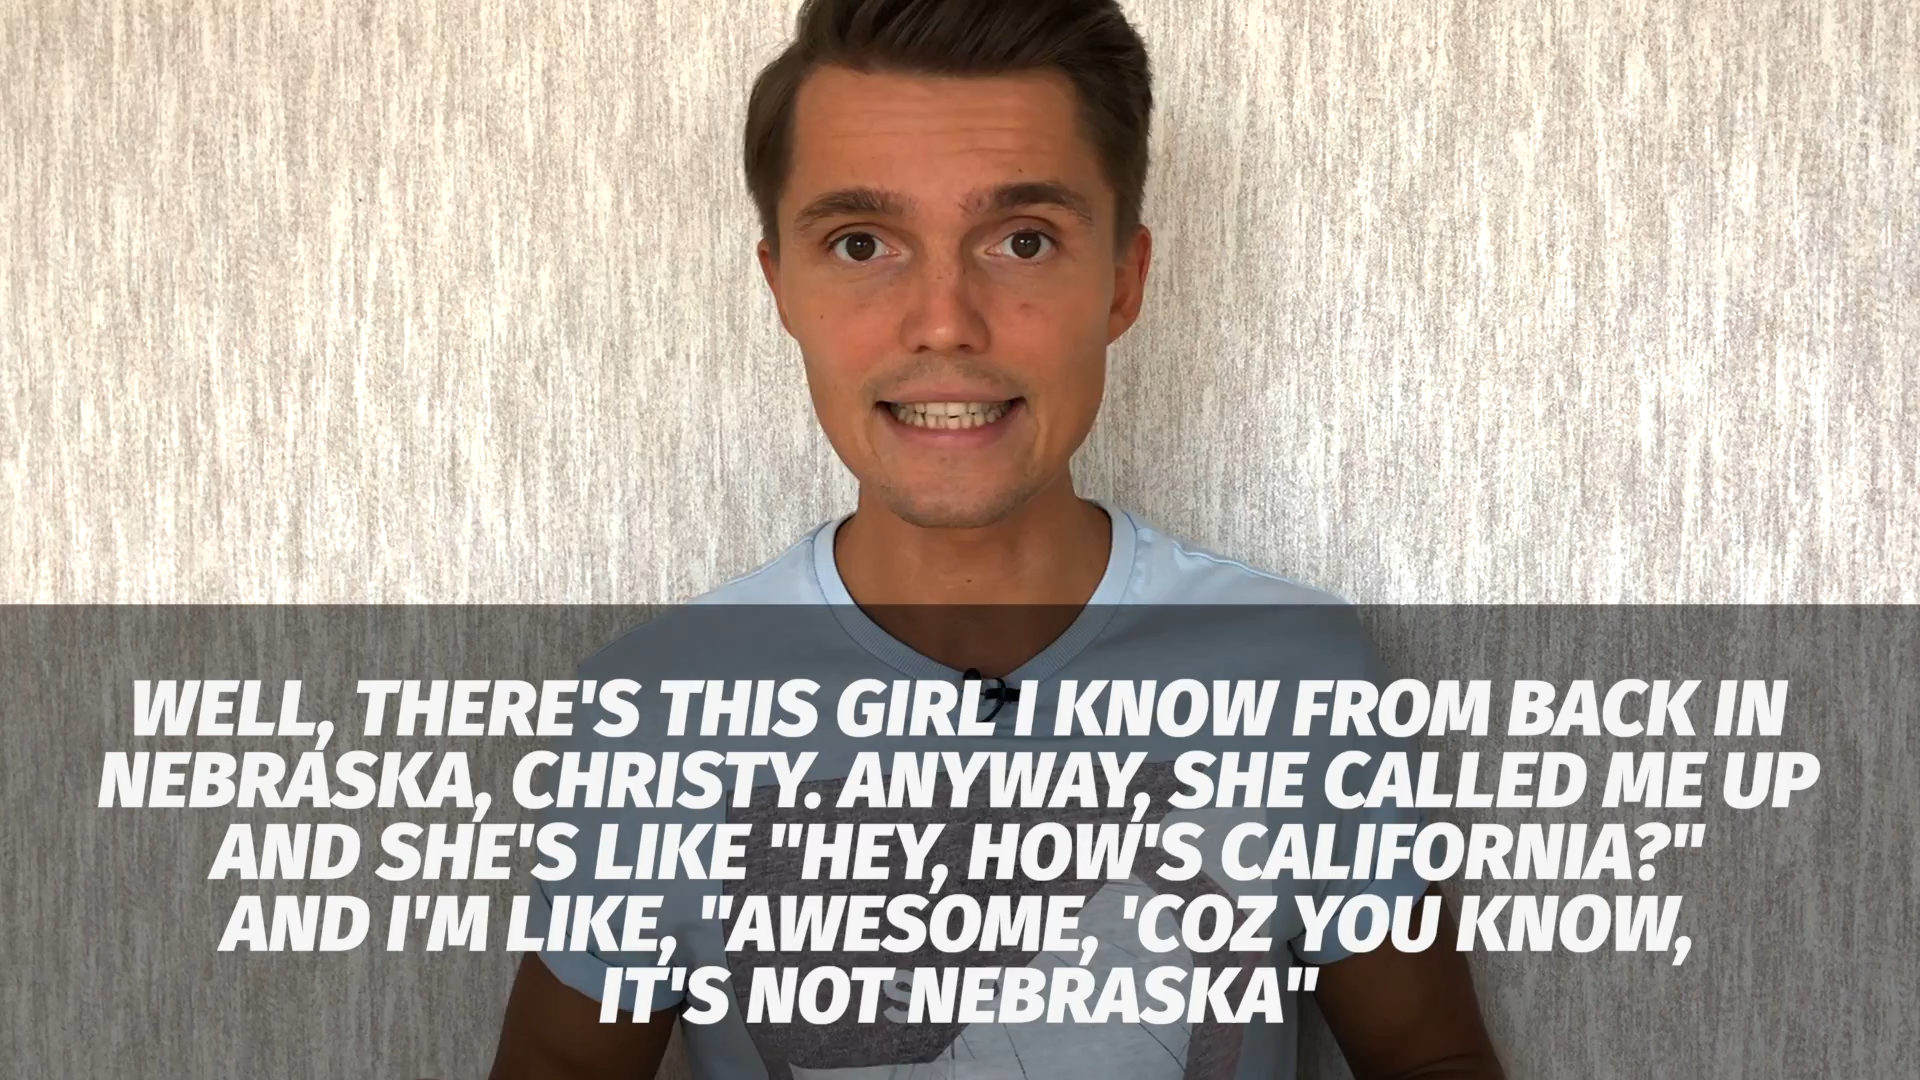 WELL, THERE'S THIS GIRL I KNOW FROM BACK IN
NEBRASKA, CHRISTY. ANYWAY, SHE CALLED ME UP
AND SHE'S LIKE "HEY, HOW'S CALIFORNIA?"
AND I'M LIKE, "AWESOME, 'COZ YOU KNOW,
IT'S NOT NEBRASKA"